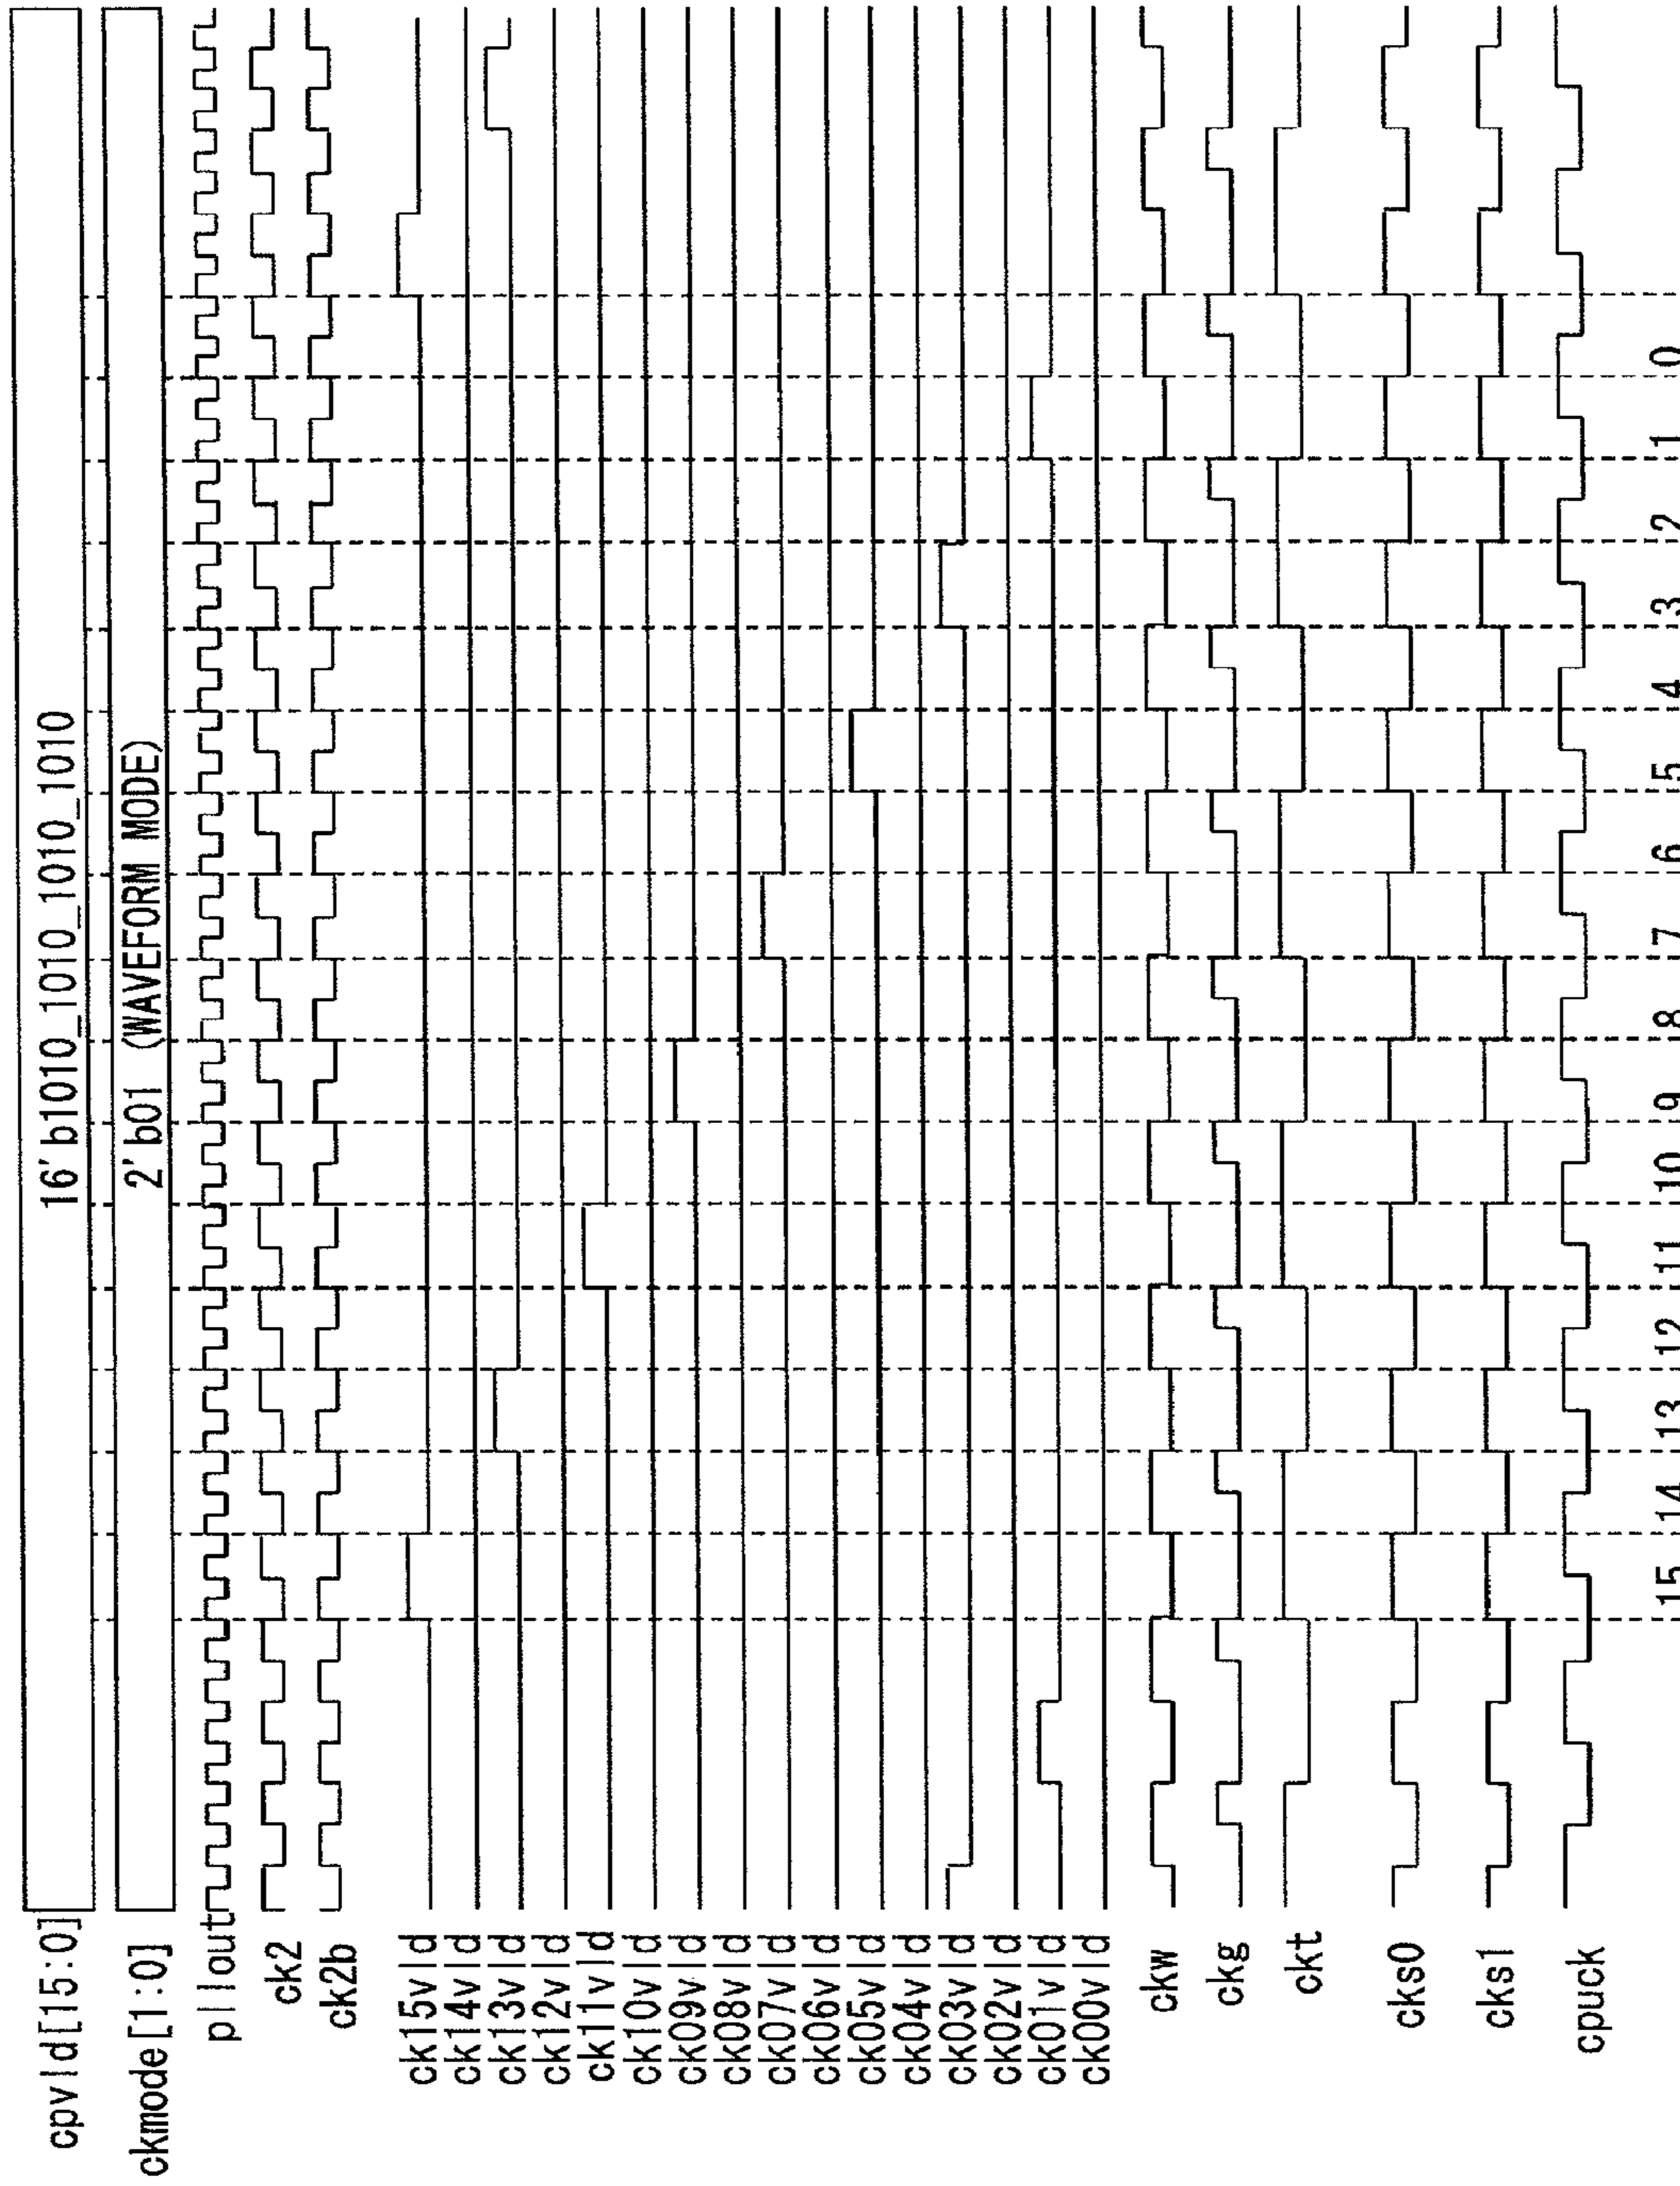 cpvld[15:0] 16'b1010_1010_1010_1010
ckmode[1:0] 2'b01 (WAVEFORM MODE)
pllout
ck2
ck2b
ck15vld
ck14vld
ck13vld
ck12vld
ck11vld
ck10vld
ck09vld
ck08vld
ck07vld
ck06vld
ck05vld
ck04vld
ck03vld
ck02vld
ck01vld
ck00vld
ckw
ckg
ckt
cks0
cks1
cpuck
15 14 13 12 11 10 9 8 7 6 5 4 3 2 1 0